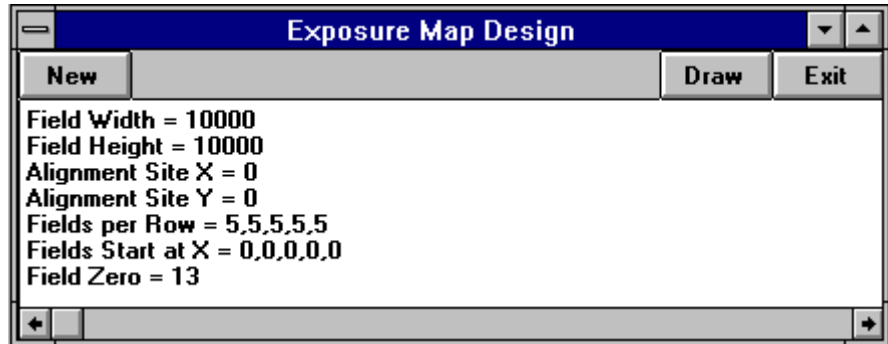 Exposure Map Design
New Draw Exit
Field Width = 10000
Field Height = 10000
Alignment Site X = 0
Alignment Site Y = 0
Fields per Row = 5,5,5,5,5
Fields Start at X = 0,0,0,0,0
Field Zero = 13